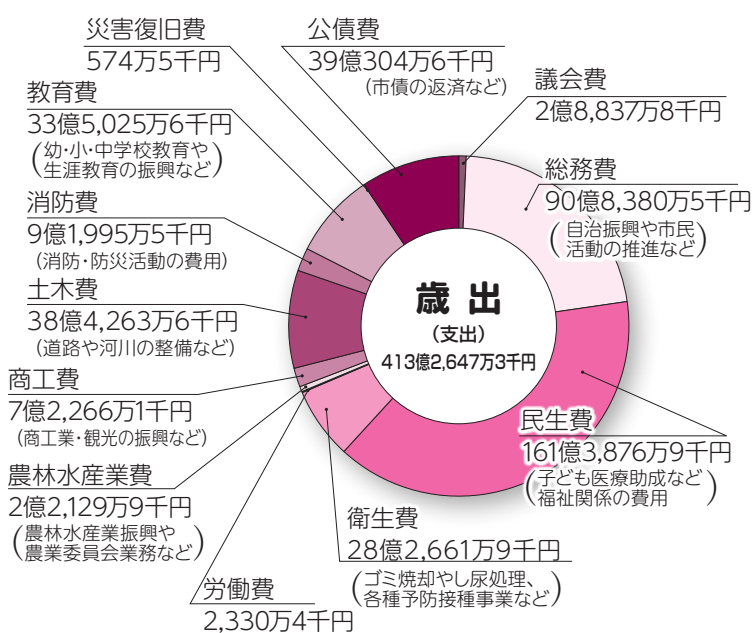 災害復旧費
574万5千円
公債費
39億304万6千円
(市債の返済など)
議会費
2億8,837万8千円
教育費
33億5,025万6千円
(幼・小・中学校教育や
生涯教育の振興など)
総務費
90億8,380万5千円
(自治振興や市民
活動の推進など)
消防費
9億1,995万5千円
(消防・防災活動の費用)
土木費
38億4,263万6千円
(道路や河川の整備など)
歳出
(支出)
413億2,647万3千円
商工費
7億2,266万1千円
(商工業・観光の振興など)
民生費
161億3,876万9千円
(子ども医療助成など
福祉関係の費用)
農林水産業費
2億2,129万9千円
(農林水産業振興や
農業委員会業務など)
衛生費
28億2,661万9千円
(ゴミ焼却やし尿処理、
各種予防接種事業など)
労働費
2,330万4千円